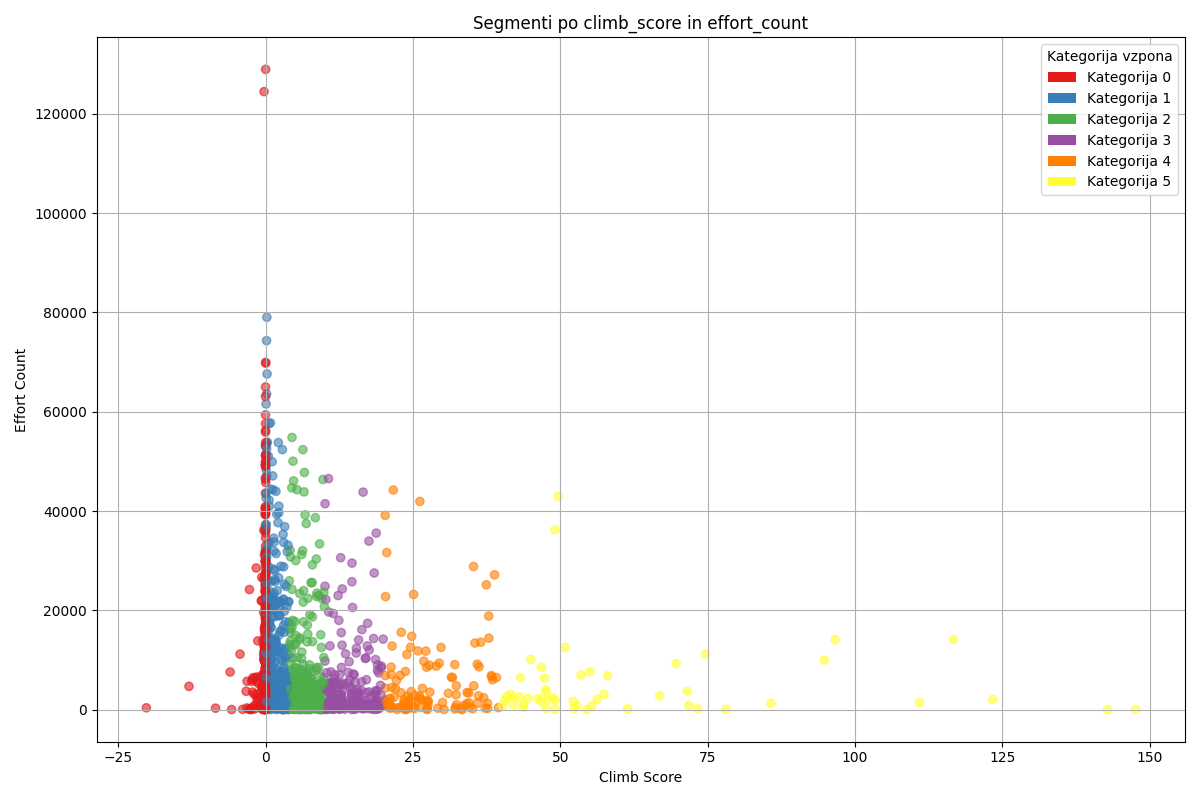 Segmenti po climb_score in effort_count
Kategorija vzpona
Kategorija 0
Kategorija 1
Kategorija 2
Kategorija 3
Kategorija 4
Kategorija 5
Effort Count
120000
100000
80000
60000
40000
20000
0
−25
0
25
50
75
100
125
150
Climb Score